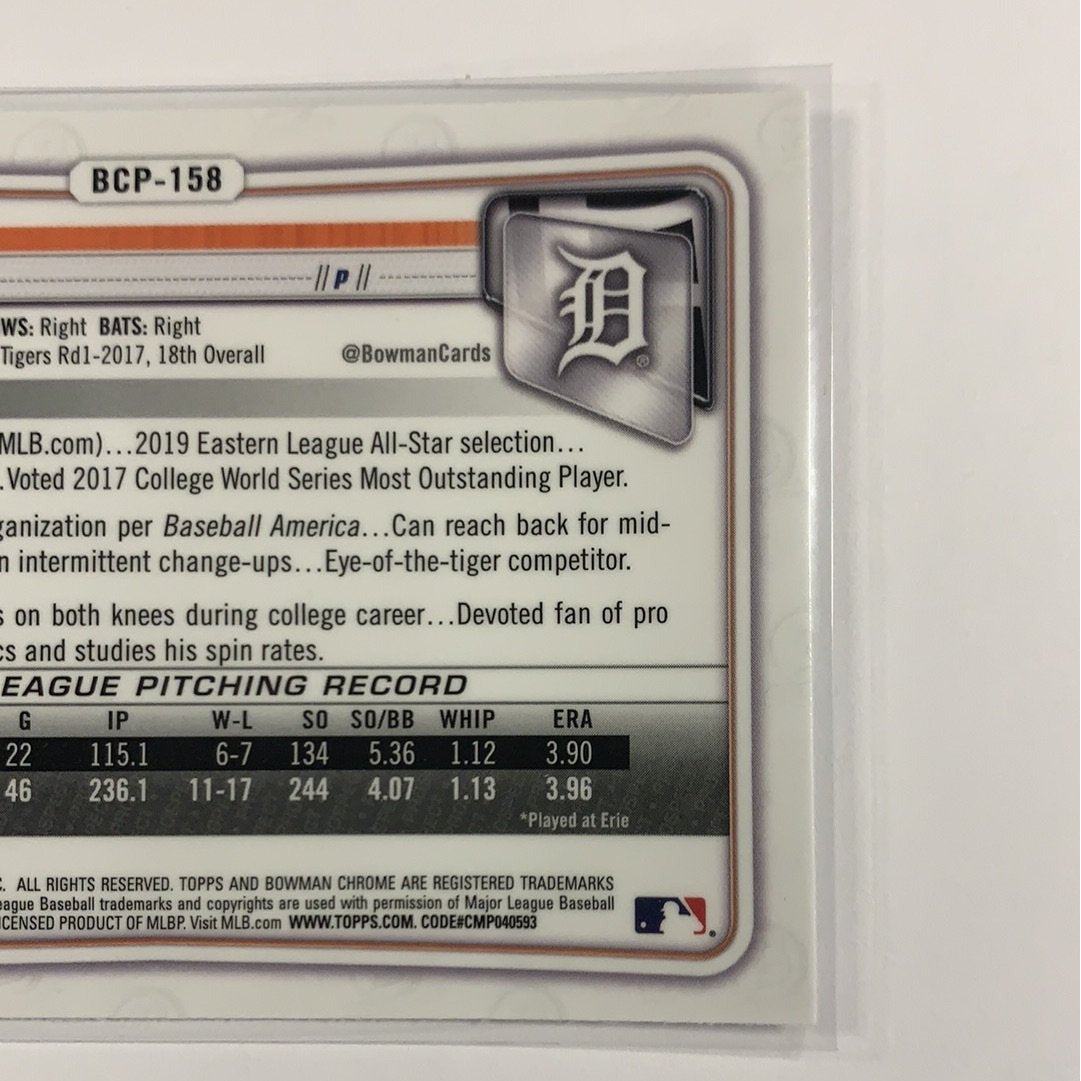 BCP-158
//P//
WS: Right BATS: Right
Tigers Rd1-2017, 18th Overall
@BowmanCards
D
®
MLB.com)...2019 Eastern League All-Star selection...
.Voted 2017 College World Series Most Outstanding Player.
ganization per Baseball America...Can reach back for mid-
n intermittent change-ups...Eye-of-the-tiger competitor.
s on both knees during college career...Devoted fan of pro
cs and studies his spin rates.
EAGUE PITCHING RECORD
G IP W-L SO SO/BB WHIP ERA
22 115.1 6-7 134 5.36 1.12 3.90
46 236.1 11-17 244 4.07 1.13 3.96
*Played at Erie
C. ALL RIGHTS RESERVED. TOPPS AND BOWMAN CHROME ARE REGISTERED TRADEMARKS
eague Baseball trademarks and copyrights are used with permission of Major League Baseball
ICENSED PRODUCT OF MLBP. Visit MLB.com WWW.TOPPS.COM. CODE#CMP040593